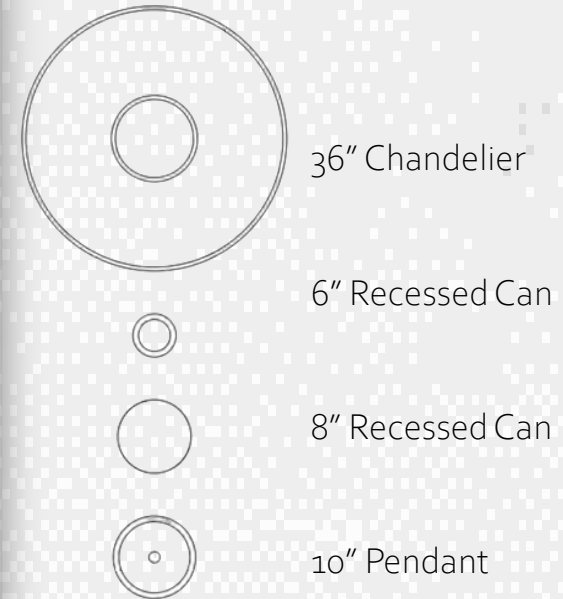 36" Chandelier
6" Recessed Can
8" Recessed Can
10" Pendant